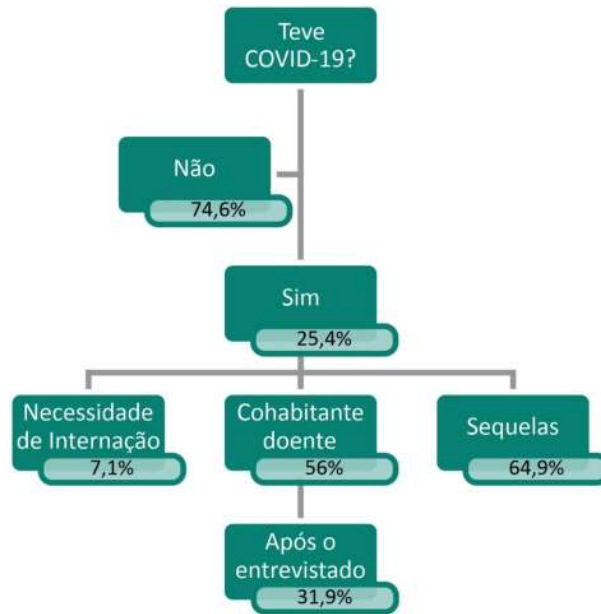 Teve
COVID-19?
Não
74,6%
Sim
25,4%
Necessidade
de Internação
7,1%
Cohabitante
doente
56%
Sequelas
64,9%
Após o
entrevistado
31,9%